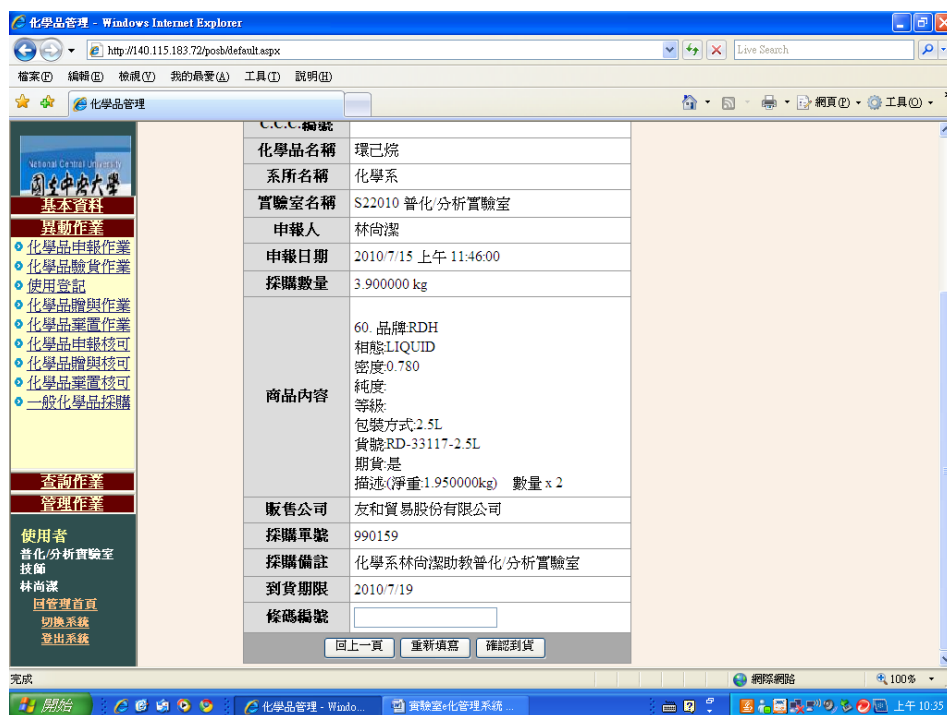 化學品管理 - Windows Internet Explorer
http://140.115.183.72/posb/default.aspx
Live Search
檔案(F) 編輯(E) 檢視(V) 我的最愛(A) 工具(T) 說明(H)
化學品管理
網頁(P) 工具(O)
National Central University
國立中央大學
基本資料
異動作業
化學品申報作業
化學品驗貨作業
使用登記
化學品贈與作業
化學品棄置作業
化學品申報核可
化學品贈與核可
化學品棄置核可
一般化學品採購
查詢作業
管理作業
使用者
普化/分析實驗室
技師
林尚潔
回管理首頁
切換系統
登出系統
C.C.C.編號
化學品名稱 環己烷
系所名稱 化學系
實驗室名稱 S22010 普化/分析實驗室
申報人 林尚潔
申報日期 2010/7/15 上午 11:46:00
採購數量 3.900000 kg
商品內容
60. 品牌:RDH
相態:LIQUID
密度:0.780
純度:
等級:
包裝方式:2.5L
貨號:RD-33117-2.5L
期貨:是
描述:(淨重:1.950000kg) 數量 x 2
販售公司 友和貿易股份有限公司
採購單號 990159
採購備註 化學系林尚潔助教普化/分析實驗室
到貨期限 2010/7/19
條碼編號
回上一頁 重新填寫 確認到貨
完成
網際網路
100%
開始
化學品管理 - Windo...
實驗室e化管理系統 ...
上午 10:35